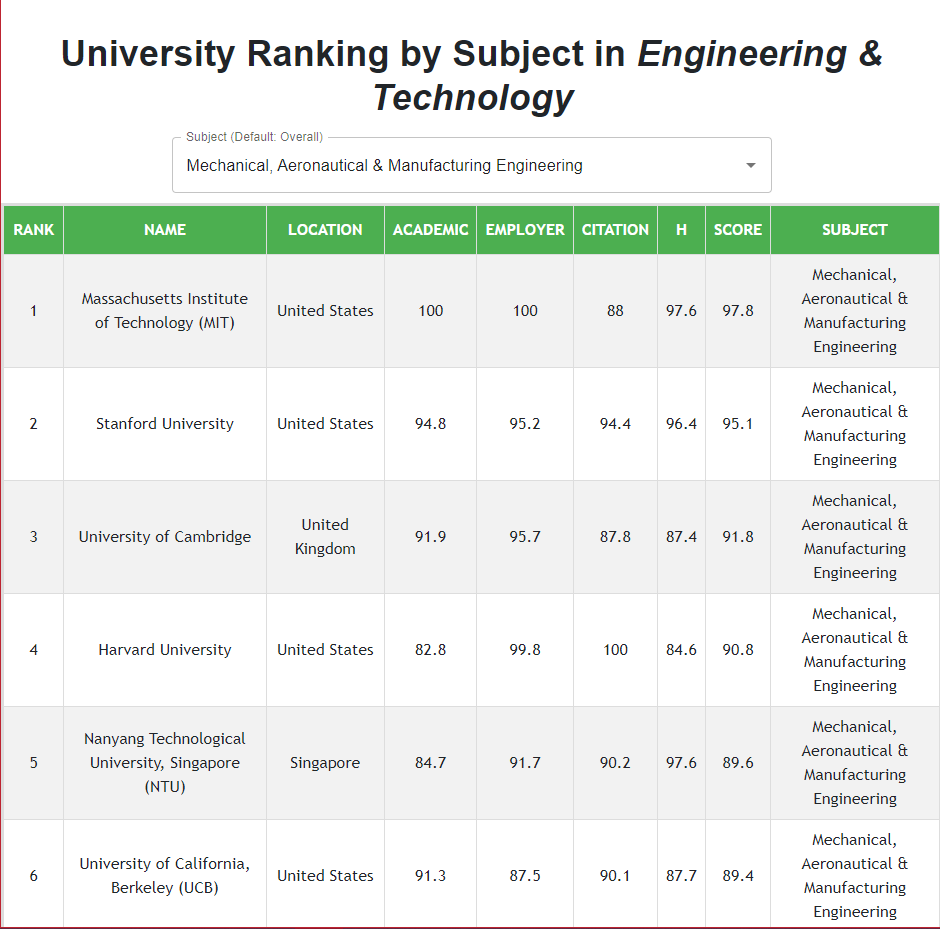 University Ranking by Subject in Engineering &
Technology
Subject (Default: Overall)
Mechanical, Aeronautical & Manufacturing Engineering
RANK NAME LOCATION ACADEMIC EMPLOYER CITATION H SCORE SUBJECT
1 Massachusetts Institute of Technology (MIT) United States 100 100 88 97.6 97.8 Mechanical, Aeronautical & Manufacturing Engineering
2 Stanford University United States 94.8 95.2 94.4 96.4 95.1 Mechanical, Aeronautical & Manufacturing Engineering
3 University of Cambridge United Kingdom 91.9 95.7 87.8 87.4 91.8 Mechanical, Aeronautical & Manufacturing Engineering
4 Harvard University United States 82.8 99.8 100 84.6 90.8 Mechanical, Aeronautical & Manufacturing Engineering
5 Nanyang Technological University, Singapore (NTU) Singapore 84.7 91.7 90.2 97.6 89.6 Mechanical, Aeronautical & Manufacturing Engineering
6 University of California, Berkeley (UCB) United States 91.3 87.5 90.1 87.7 89.4 Mechanical, Aeronautical & Manufacturing Engineering